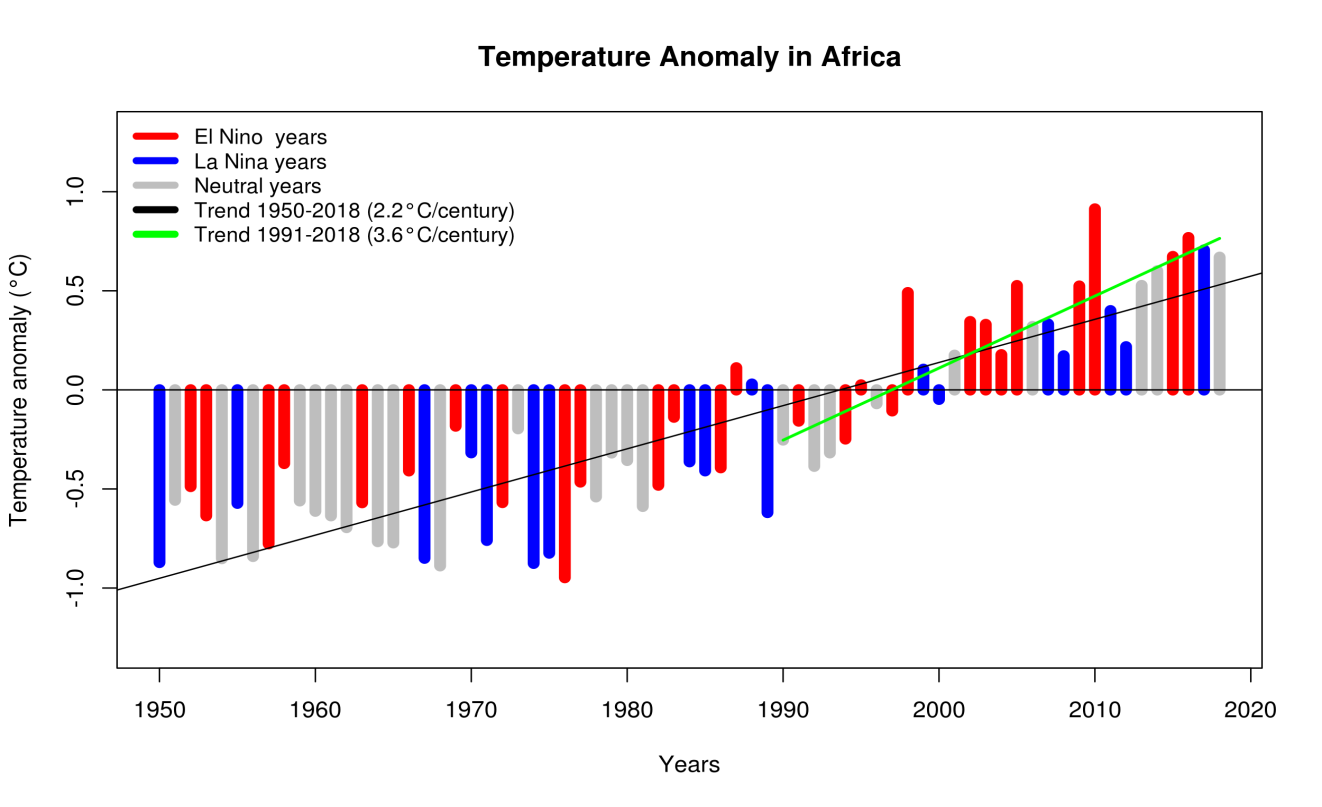 Temperature Anomaly in Africa
El Nino  years
La Nina years
Neutral years
Trend 1950-2018 (2.2°C/century)
Trend 1991-2018 (3.6°C/century)
Temperature anomaly (°C)
1.0
0.5
0.0
-0.5
-1.0
1950 1960 1970 1980 1990 2000 2010 2020
Years